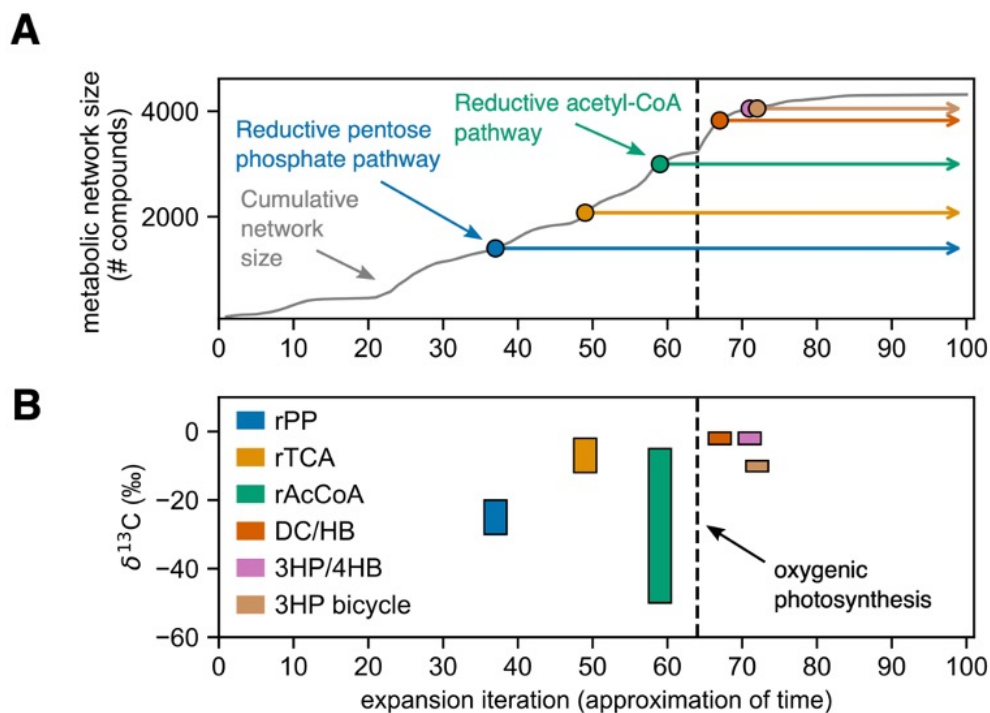 A
metabolic network size
(# compounds)
4000
2000
Reductive pentose
phosphate pathway
Reductive acetyl-CoA
pathway
Cumulative
network
size
0 10 20 30 40 50 60 70 80 90 100
B
δ¹³C (‰)
0
−20
−40
−60
rPP
rTCA
rAcCoA
DC/HB
3HP/4HB
3HP bicycle
oxygenic
photosynthesis
0 10 20 30 40 50 60 70 80 90 100
expansion iteration (approximation of time)